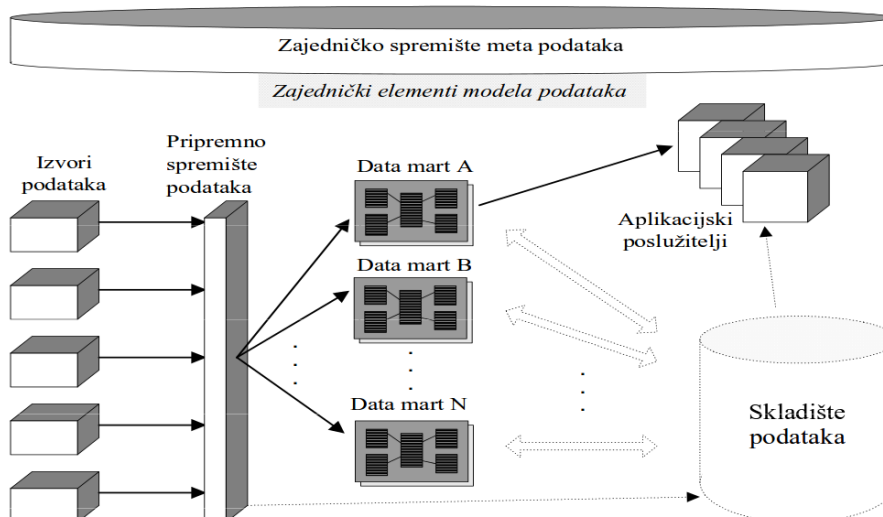 Zajedničko spremište meta podataka
Zajednički elementi modela podataka
Izvori
podataka
Pripremno
spremište
podataka
Data mart A
Data mart B
Data mart N
Aplikacijski
poslužitelji
Skladište
podataka